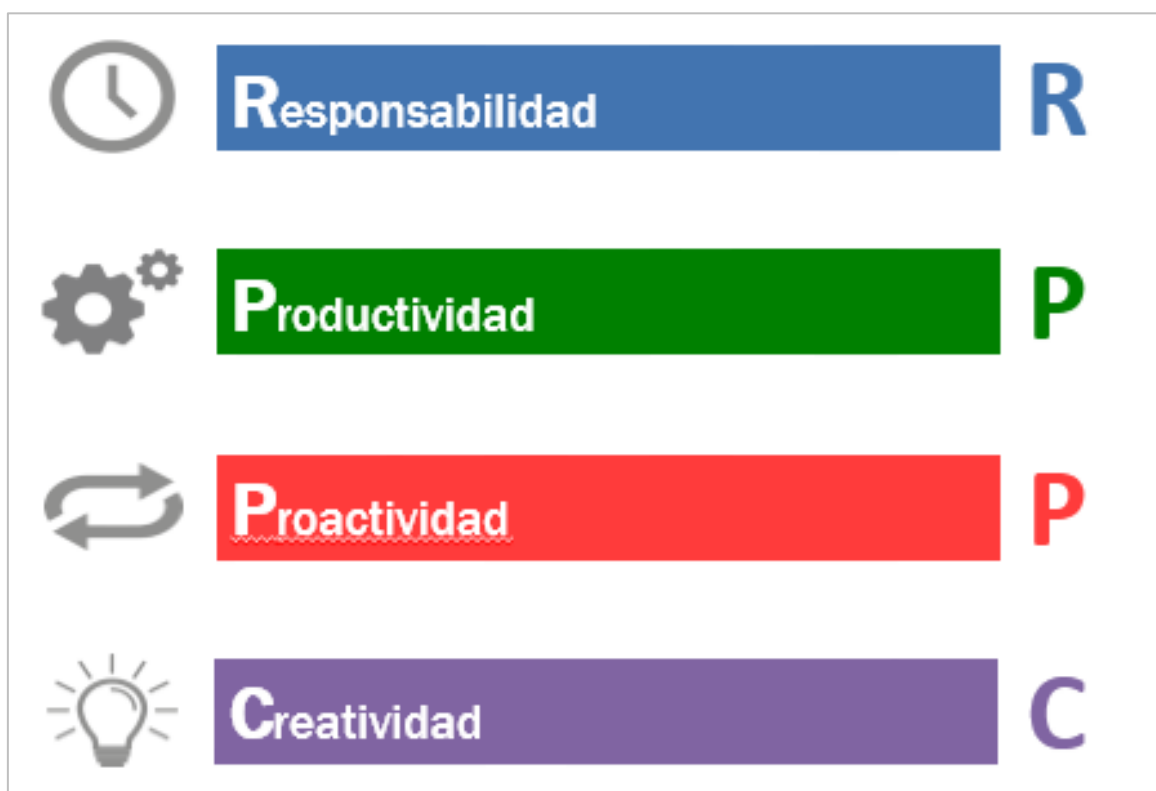 Responsabilidad R
Productividad P
Proactividad P
Creatividad C